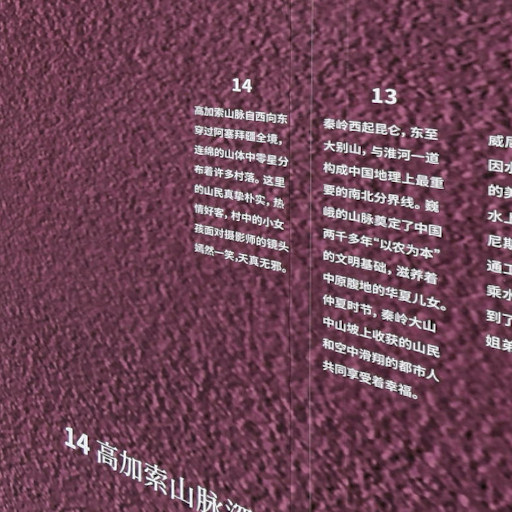 14
高加索山脉自西向东
穿过阿塞拜疆全境，
连绵的山体中零星分
布着许多村落。这里
的山民真挚朴实，热
情好客，村中的小女
孩面对摄影师的镜头
嫣然一笑，天真无邪。
13
秦岭西起昆仑，东至
大别山，与淮河一道
构成中国地理上最重
要的南北分界线。巍
峨的山脉奠定了中国
两千多年“以农为本”
的文明基础，滋养着
中原腹地的华夏儿女。
仲夏时节，秦岭大山
中山坡上收获的山民
和空中滑翔的都市人
共同享受着幸福。
威尼
因水
的美
水上
尼斯
通工
乘水
到了
姐弟
14 高加索山脉深